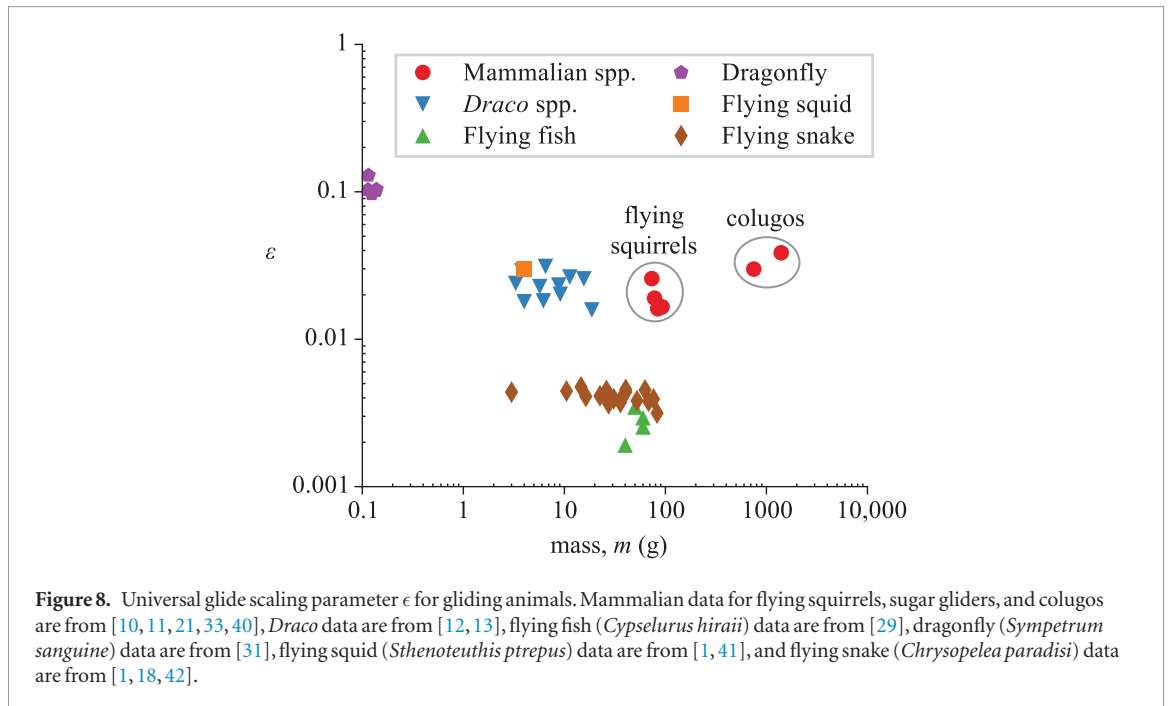 1
Mammalian spp.
Dragonfly
Draco spp.
Flying squid
Flying fish
Flying snake
0.1
flying
squirrels
colugos
ε
0.01
0.001
0.1
1
10
100
1000
10,000
mass, m (g)
Figure 8. Universal glide scaling parameter ϵ for gliding animals. Mammalian data for flying squirrels, sugar gliders, and colugos
are from [10, 11, 21, 33, 40], Draco data are from [12, 13], flying fish (Cypselurus hiraii) data are from [29], dragonfly (Sympetrum
sanguine) data are from [31], flying squid (Sthenoteuthis ptrepus) data are from [1, 41], and flying snake (Chrysopelea paradisi) data
are from [1, 18, 42].